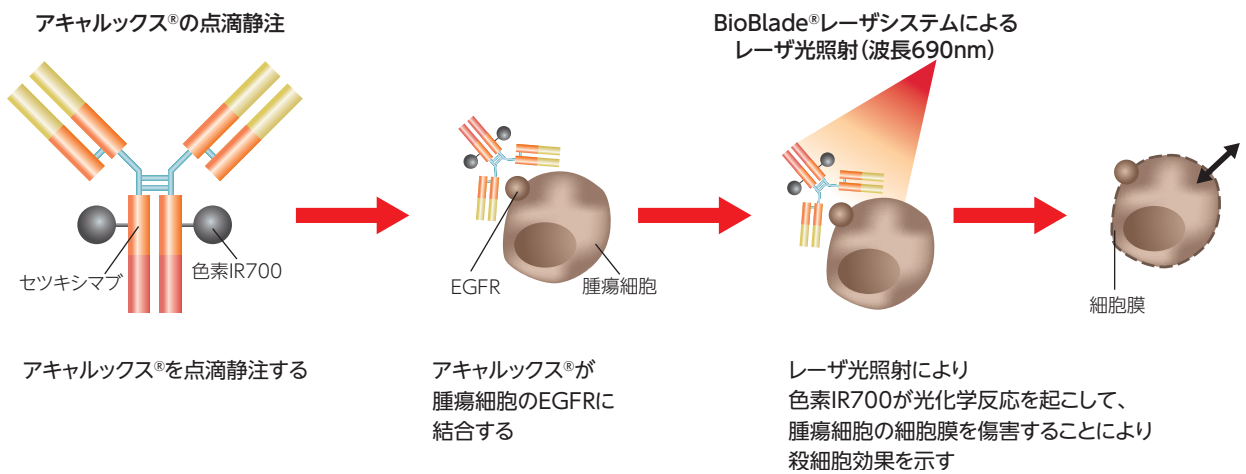 アキャルックス®の点滴静注
BioBlade®レーザシステムによる
レーザ光照射(波長690nm)
セツキシマブ
色素IR700
EGFR
腫瘍細胞
細胞膜
アキャルックス®を点滴静注する
アキャルックス®が
腫瘍細胞のEGFRに
結合する
レーザ光照射により
色素IR700が光化学反応を起こして、
腫瘍細胞の細胞膜を傷害することにより
殺細胞効果を示す